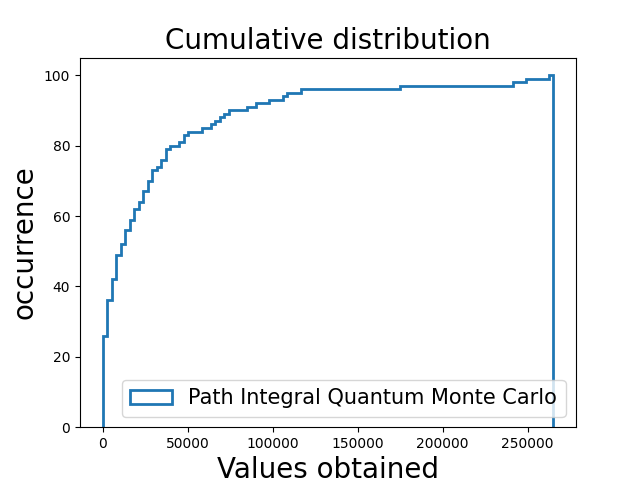 Cumulative distribution
occurrence
100
80
60
40
20
0
Path Integral Quantum Monte Carlo
0 50000 100000 150000 200000 250000
Values obtained